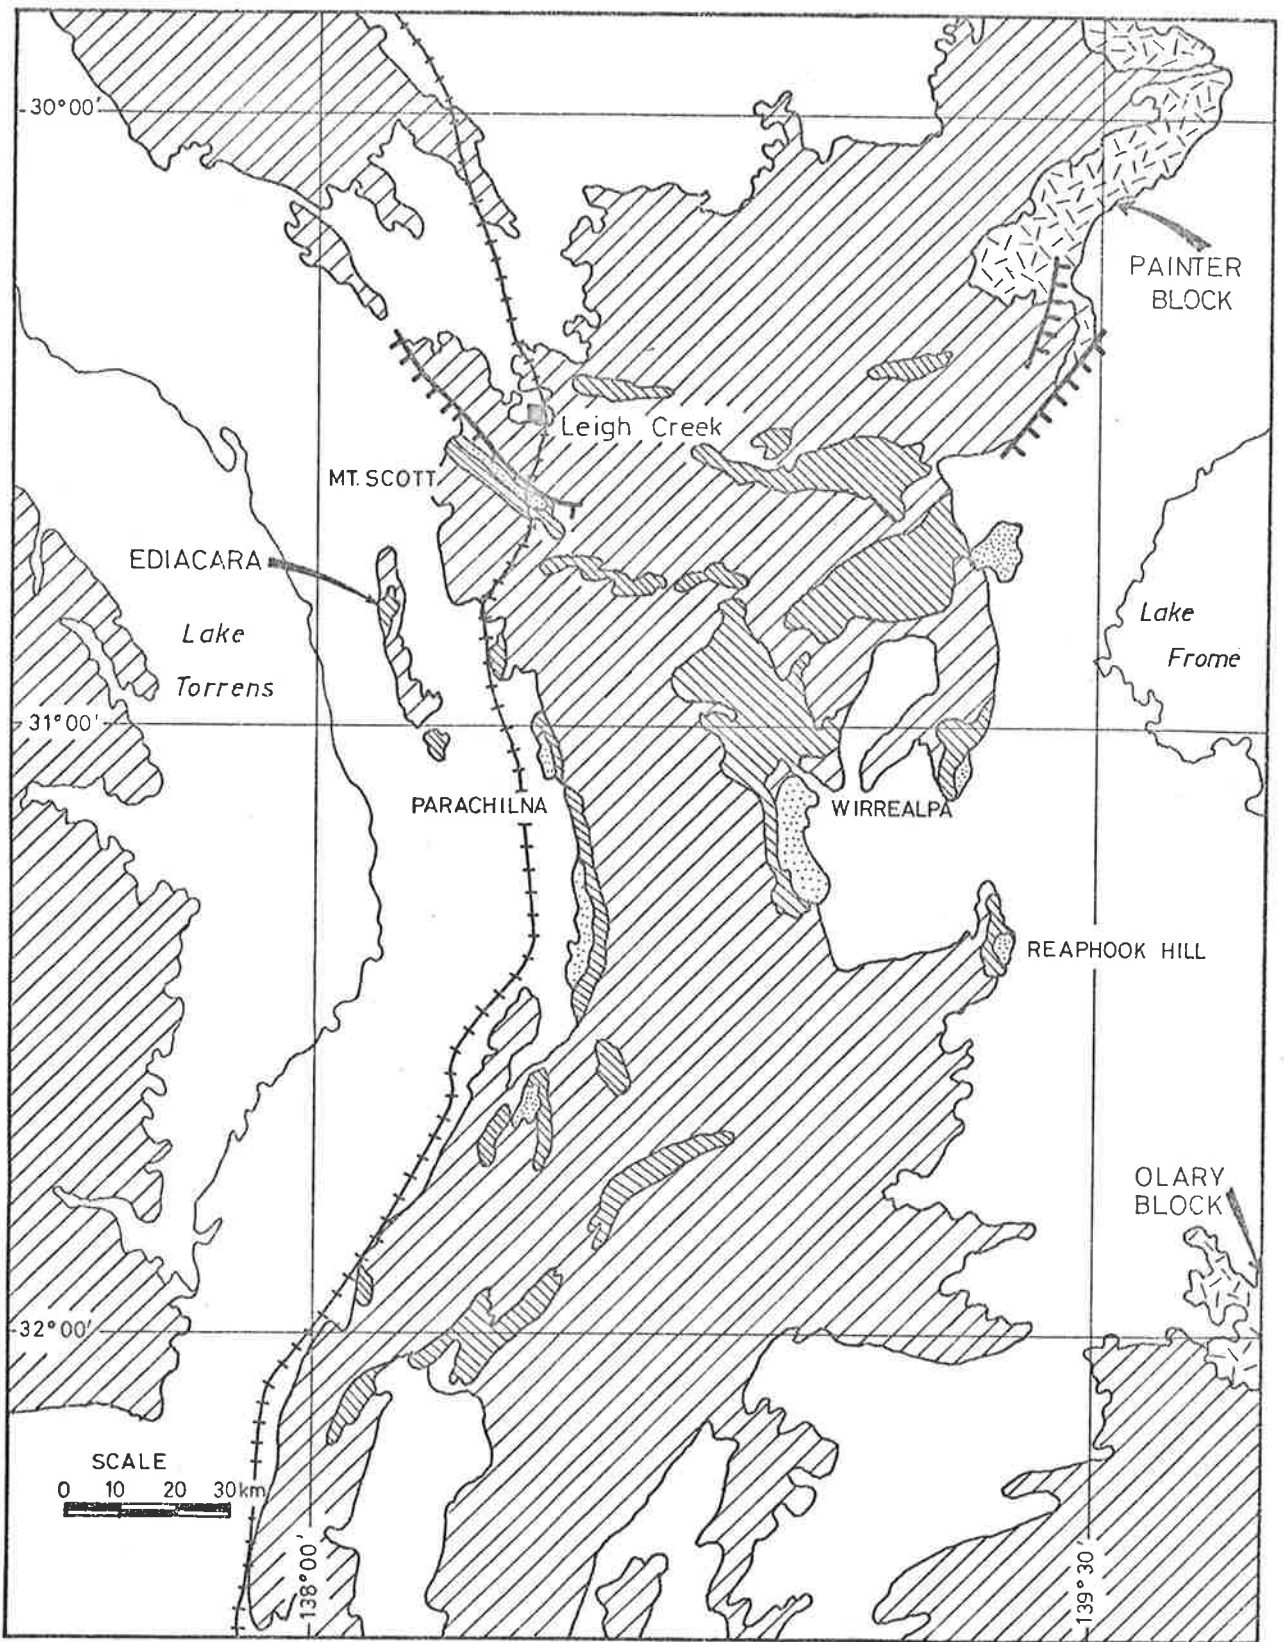 30°00'
PAINTER
BLOCK
Leigh Creek
MT. SCOTT
EDIACARA
Lake
Torrens
Lake
Frome
31°00'
PARACHILNA
WIRREALPA
REAPHOOK HILL
OLARY
BLOCK
32°00'
SCALE
0 10 20 30km
138°00'
139°30'